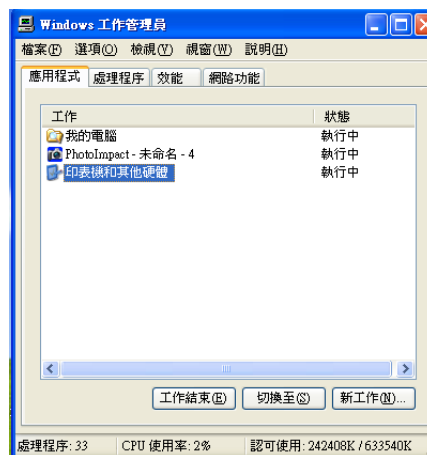 Windows 工作管理員
檔案(F) 選項(O) 檢視(V) 視窗(W) 說明(H)
應用程式 處理程序 效能 網路功能
工作 狀態
我的電腦 執行中
PhotoImpact - 未命名 - 4 執行中
印表機和其他硬體 執行中
工作結束(E) 切換至(S) 新工作(N)...
處理程序: 33 CPU 使用率: 2% 認可使用: 242408K / 633540K